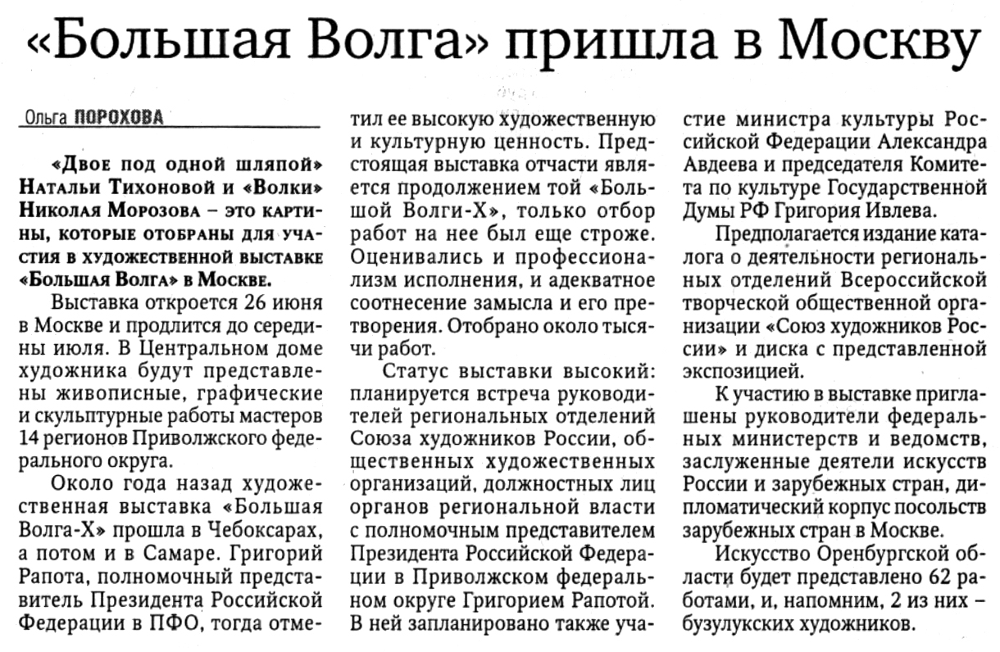 «Большая Волга» пришла в Москву
Ольга ПОРОХОВА
«Двое под одной шляпой»
Натальи Тихоновой и «Волки»
Николая Морозова – это карти-
ны, которые отобраны для уча-
стия в художественной выставке
«Большая Волга» в Москве.
Выставка откроется 26 июня
в Москве и продлится до середи-
ны июля. В Центральном доме
художника будут представле-
ны живописные, графические
и скульптурные работы мастеров
14 регионов Приволжского феде-
рального округа.
Около года назад художе-
ственная выставка «Большая
Волга-X» прошла в Чебоксарах,
а потом и в Самаре. Григорий
Рапота, полномочный предста-
витель Президента Российской
Федерации в ПФО, тогда отме-
тил ее высокую художественную
и культурную ценность. Пред-
стоящая выставка отчасти явля-
ется продолжением той «Боль-
шой Волги-X», только отбор
работ на нее был еще строже.
Оценивались и профессиона-
лизм исполнения, и адекватное
соотнесение замысла и его пре-
творения. Отобрано около тыся-
чи работ.
Статус выставки высокий:
планируется встреча руководи-
телей региональных отделений
Союза художников России, об-
щественных художественных
организаций, должностных лиц
органов региональной власти
с полномочным представителем
Президента Российской Федера-
ции в Приволжском федераль-
ном округе Григорием Рапотой.
В ней запланировано также уча-
стие министра культуры Рос-
сийской Федерации Александра
Авдеева и председателя Комите-
та по культуре Государственной
Думы РФ Григория Ивлева.
Предполагается издание ката-
лога о деятельности региональ-
ных отделений Всероссийской
творческой общественной орга-
низации «Союз художников Рос-
сии» и диска с представленной
экспозицией.
К участию в выставке пригла-
шены руководители федераль-
ных министерств и ведомств,
заслуженные деятели искусств
России и зарубежных стран, ди-
пломатический корпус посольств
зарубежных стран в Москве.
Искусство Оренбургской об-
ласти будет представлено 62 ра-
ботами, и, напомним, 2 из них –
бузулукских художников.